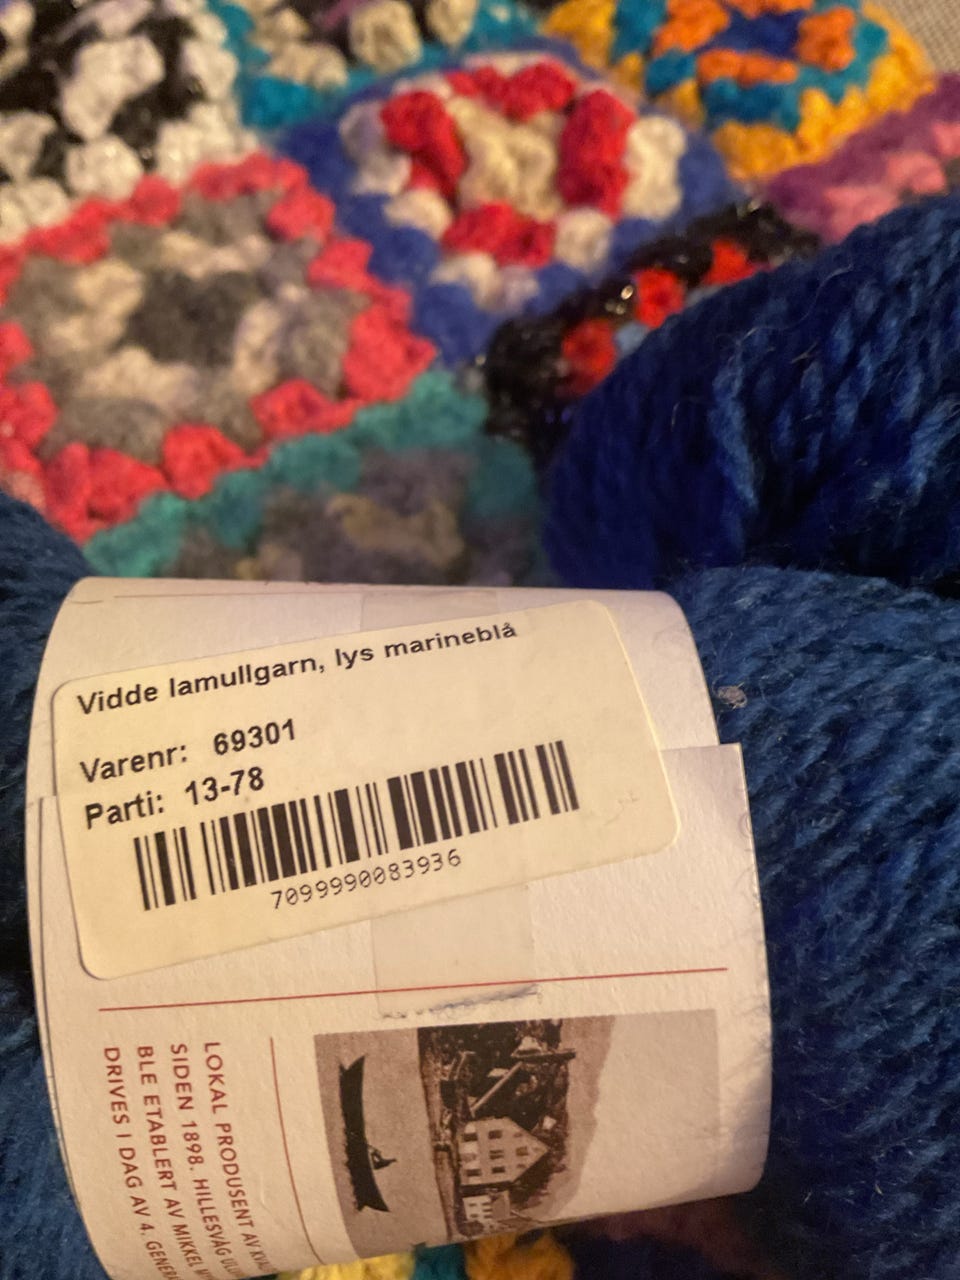 Vidde lamullgarn, lys marineblå
Varenr: 69301
Parti: 13-78
7099990083936
LOKAL PRODUSENT AV
SIDEN 1898. HILLESVÅG
BLE ETABLERT AV MIKKEL
DRIVES I DAG AV 4.